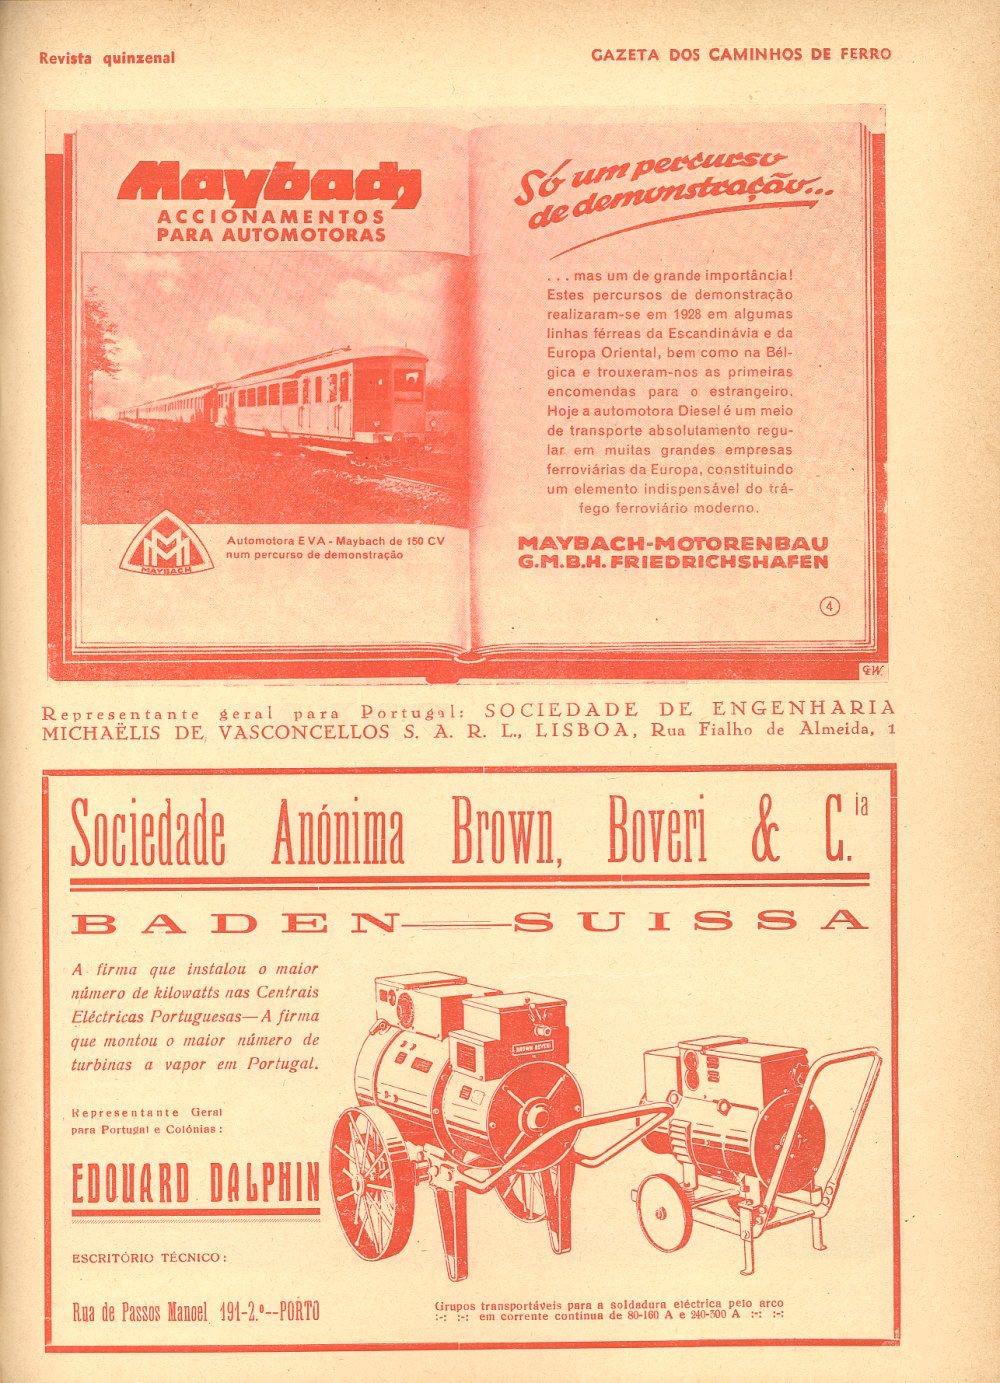 Revista quinzenal
GAZETA DOS CAMINHOS DE FERRO
Maybach
ACCIONAMENTOS
PARA AUTOMOTORAS
Automotora EVA - Maybach de 150 CV
num percurso de demonstração
MAYBACH
Só um percurso
de demonstração...
... mas um de grande importância!
Estes percursos de demonstração
realizaram-se em 1928 em algumas
linhas férreas da Escandinávia e da
Europa Oriental, bem como na Bél-
gica e trouxeram-nos as primeiras
encomendas para o estrangeiro.
Hoje a automotora Diesel é um meio
de transporte absolutamento regu-
lar em muitas grandes empresas
ferroviárias da Europa, constituindo
um elemento indispensável do trá-
fego ferroviário moderno.
MAYBACH-MOTORENBAU
G.M.B.H. FRIEDRICHSHAFEN
4
Representante geral para Portugal: SOCIEDADE DE ENGENHARIA
MICHAËLIS DE VASCONCELLOS S. A. R. L., LISBOA, Rua Fialho de Almeida, 1
Sociedade Anónima Brown, Boveri & C.ia
BADEN—SUISSA
A firma que instalou o maior
número de kilowatts nas Centrais
Eléctricas Portuguesas—A firma
que montou o maior número de
turbinas a vapor em Portugal.
Representante Geral
para Portugal e Colónias:
EDOUARD DALPHIN
ESCRITÓRIO TÉCNICO:
Rua de Passos Manoel, 191-2.º--PORTO
BROWN BOVERI
Grupos transportáveis para a soldadura eléctrica pelo arco
:-: :-: em corrente contínua de 80-160 A e 240-300 A :-: :-: